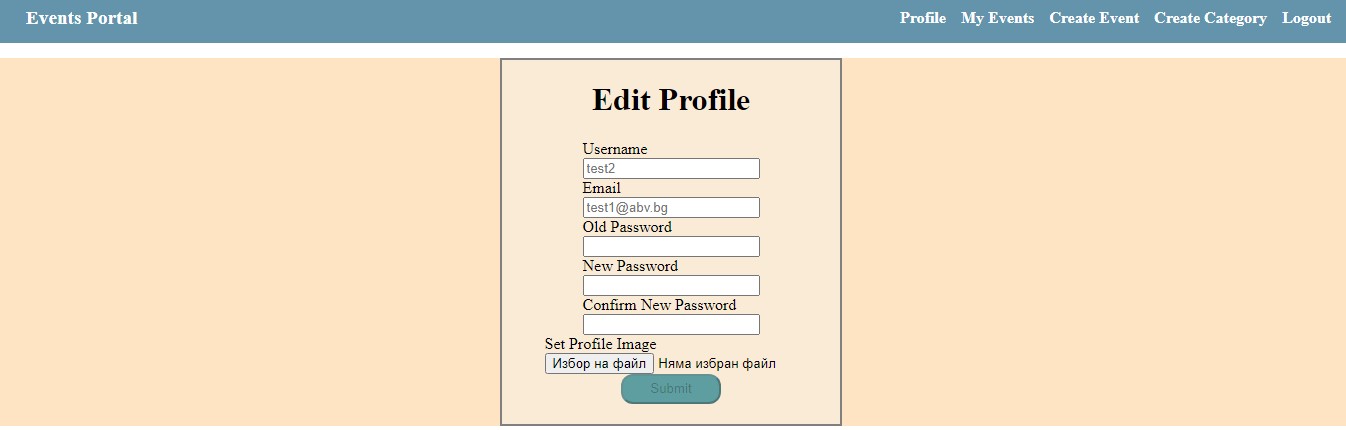 Events Portal Profile My Events Create Event Create Category Logout
Edit Profile
Username
test2
Email
test1@abv.bg
Old Password
New Password
Confirm New Password
Set Profile Image
Избор на файл Няма избран файл
Submit